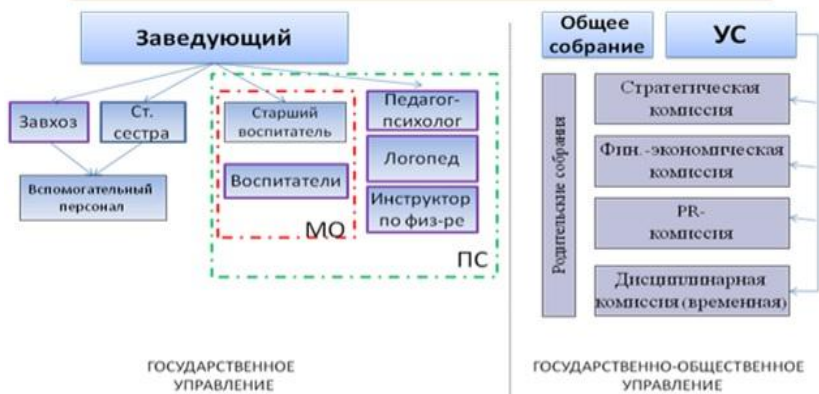 Заведующий
Завхоз
Ст.
сестра
Вспомогательный
персонал
Старший
воспитатель
Воспитатели
МО
Педагог-
психолог
Логопед
Инструктор
по физ-ре
ПС
ГОСУДАРСТВЕННОЕ
УПРАВЛЕНИЕ
Общее
собрание
УС
Родительские собрания
Стратегическая
комиссия
Фин.-экономическая
комиссия
PR-
комиссия
Дисциплинарная
комиссия (временная)
ГОСУДАРСТВЕННО-ОБЩЕСТВЕННОЕ
УПРАВЛЕНИЕ